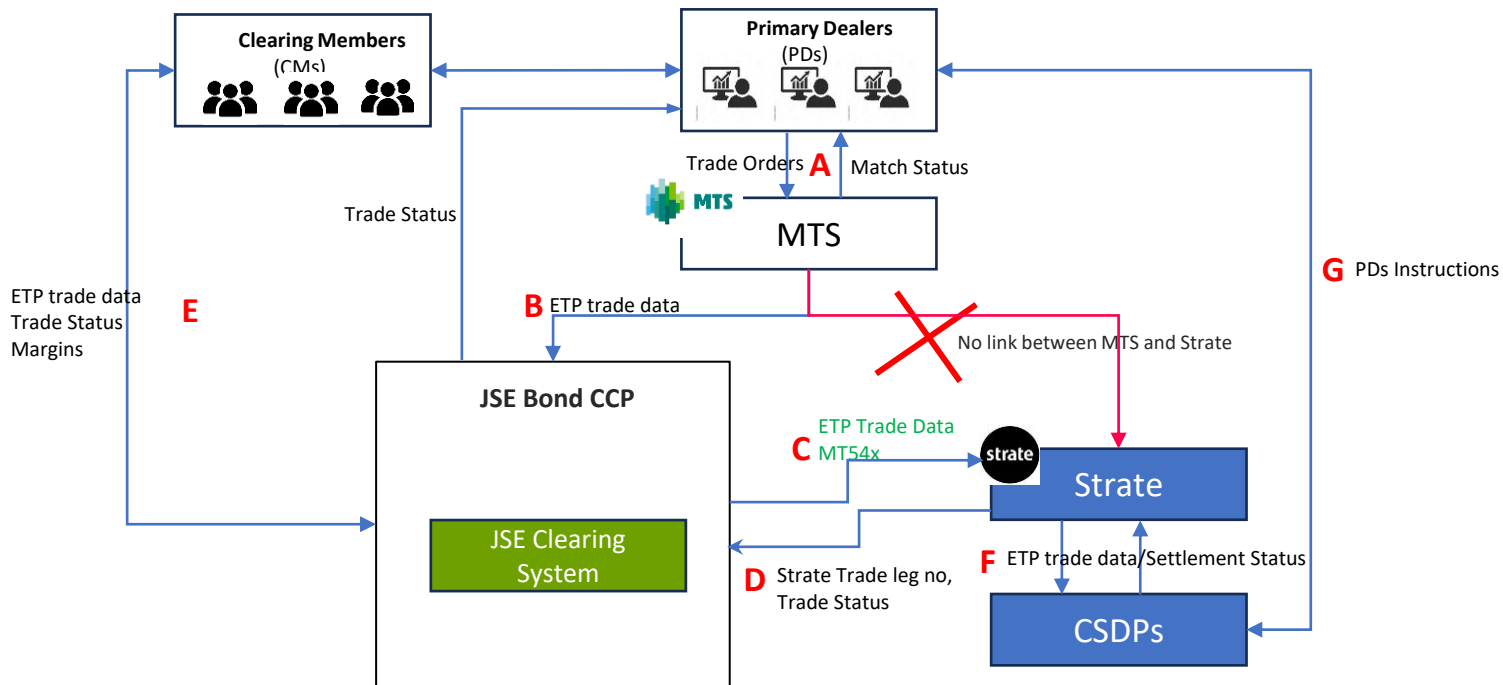 Clearing Members
(CMs)
Primary Dealers
(PDs)
Trade Orders
A
Match Status
MTS
MTS
Trade Status
G
PDs Instructions
ETP trade data
Trade Status
Margins
E
B
ETP trade data
No link between MTS and Strate
JSE Bond CCP
C
ETP Trade Data
MT54x
strate
Strate
JSE Clearing
System
D
Strate Trade leg no,
Trade Status
F
ETP trade data/Settlement Status
CSDPs